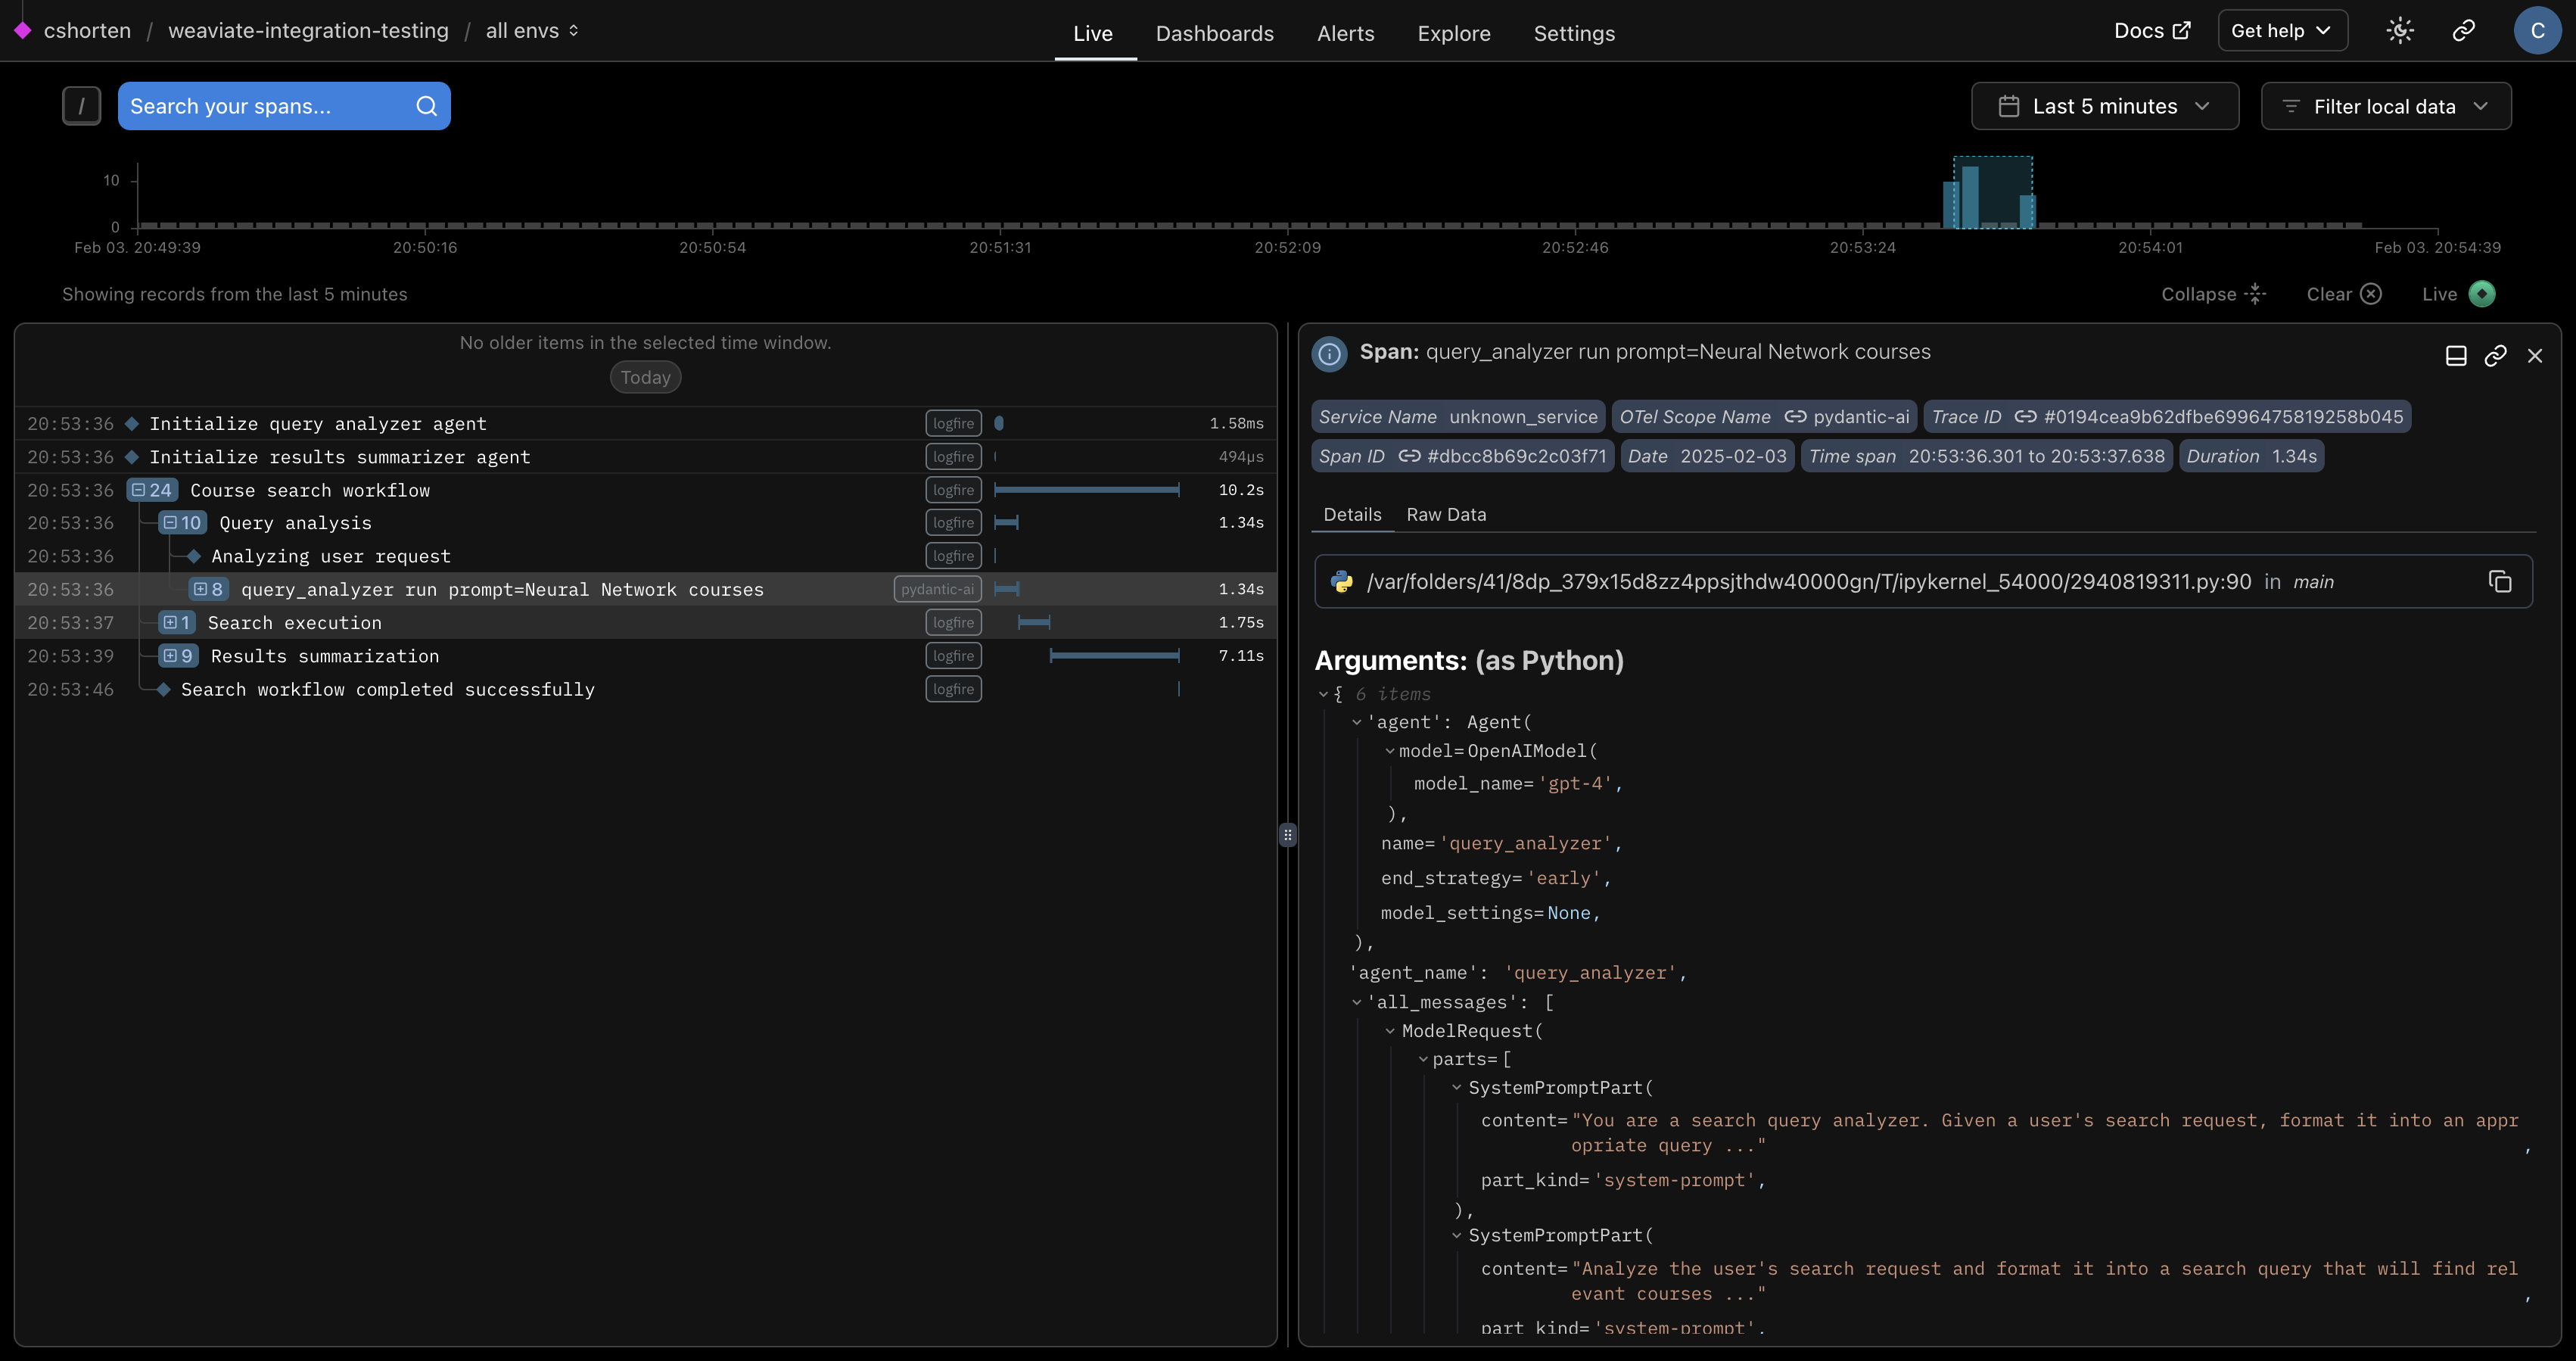 cshorten / weaviate-integration-testing / all envs
Live Dashboards Alerts Explore Settings
Docs Get help C
/ Search your spans... Last 5 minutes Filter local data
10
0
Feb 03. 20:49:39 20:50:16 20:50:54 20:51:31 20:52:09 20:52:46 20:53:24 20:54:01 Feb 03. 20:54:39
Showing records from the last 5 minutes Collapse Clear Live
No older items in the selected time window.
Today
20:53:36 Initialize query analyzer agent logfire 1.58ms
20:53:36 Initialize results summarizer agent logfire 494µs
20:53:36 24 Course search workflow logfire 10.2s
20:53:36 10 Query analysis logfire 1.34s
20:53:36 Analyzing user request logfire
20:53:36 8 query_analyzer run prompt=Neural Network courses pydantic-ai 1.34s
20:53:37 1 Search execution logfire 1.75s
20:53:39 9 Results summarization logfire 7.11s
20:53:46 Search workflow completed successfully logfire
Span: query_analyzer run prompt=Neural Network courses
Service Name unknown_service OTel Scope Name pydantic-ai Trace ID #0194cea9b62dfbe6996475819258b045
Span ID #dbcc8b69c2c03f71 Date 2025-02-03 Time span 20:53:36.301 to 20:53:37.638 Duration 1.34s
Details Raw Data
/var/folders/41/8dp_379x15d8zz4ppsjthdw40000gn/T/ipykernel_54000/2940819311.py:90 in main
Arguments: (as Python)
{ 6 items
'agent': Agent(
model=OpenAIModel(
model_name='gpt-4',
),
name='query_analyzer',
end_strategy='early',
model_settings=None,
),
'agent_name': 'query_analyzer',
'all_messages': [
ModelRequest(
parts=[
SystemPromptPart(
content="You are a search query analyzer. Given a user's search request, format it into an appr
opriate query ..."
,
part_kind='system-prompt',
),
SystemPromptPart(
content="Analyze the user's search request and format it into a search query that will find rel
evant courses ..."
,
part_kind='system-prompt',